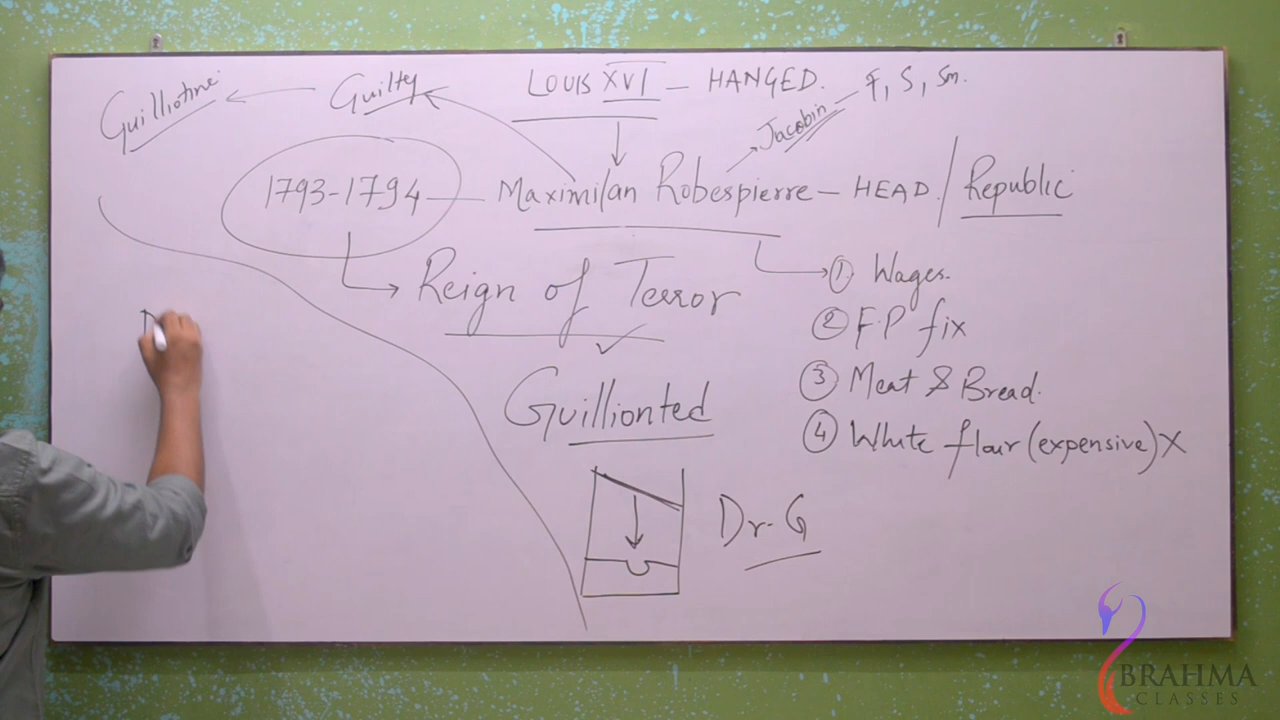 Guilliotine
Guilty
LOUIS XVI - HANGED.
Jacobin - F, S, Sm.
1793-1794 - Maximilan Robespierre - HEAD / Republic
Reign of Terror
① Wages.
② F.P fix
③ Meat & Bread.
④ White flour (expensive) X
Guillionted
Dr. G
BRAHMA
CLASSES